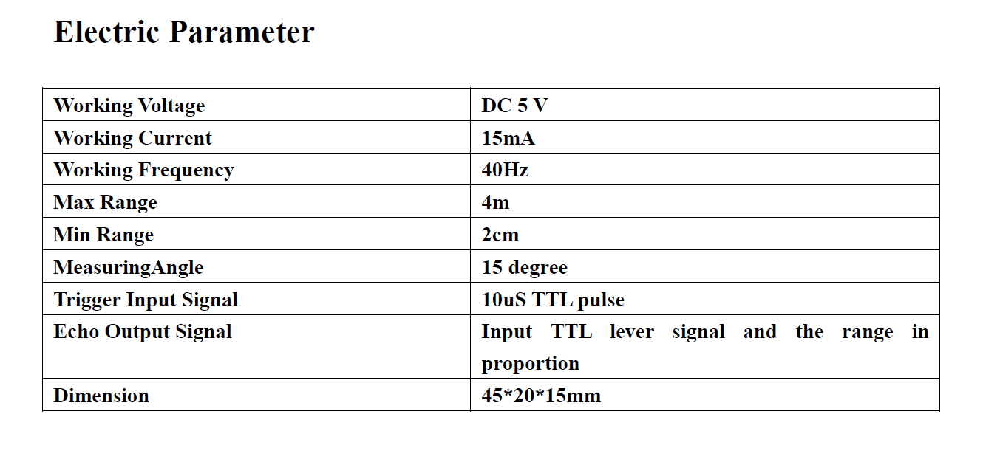 Electric Parameter
Working Voltage DC 5 V
Working Current 15mA
Working Frequency 40Hz
Max Range 4m
Min Range 2cm
MeasuringAngle 15 degree
Trigger Input Signal 10uS TTL pulse
Echo Output Signal Input TTL lever signal and the range in
proportion
Dimension 45*20*15mm